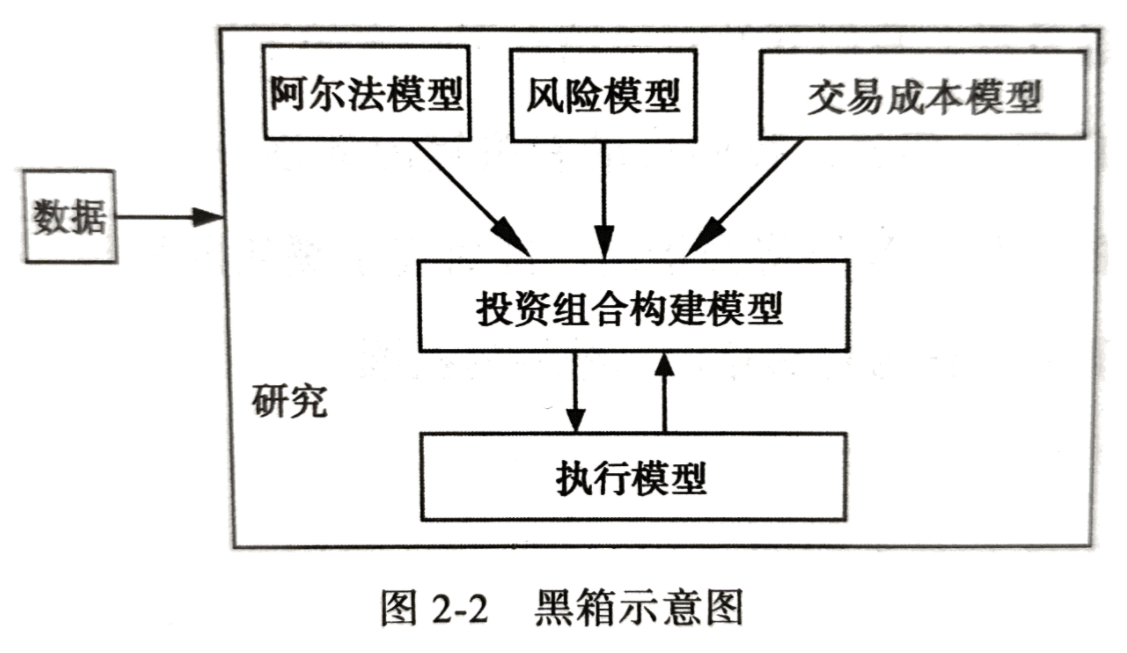 阿尔法模型
风险模型
交易成本模型
数据
投资组合构建模型
研究
执行模型
图 2-2 黑箱示意图